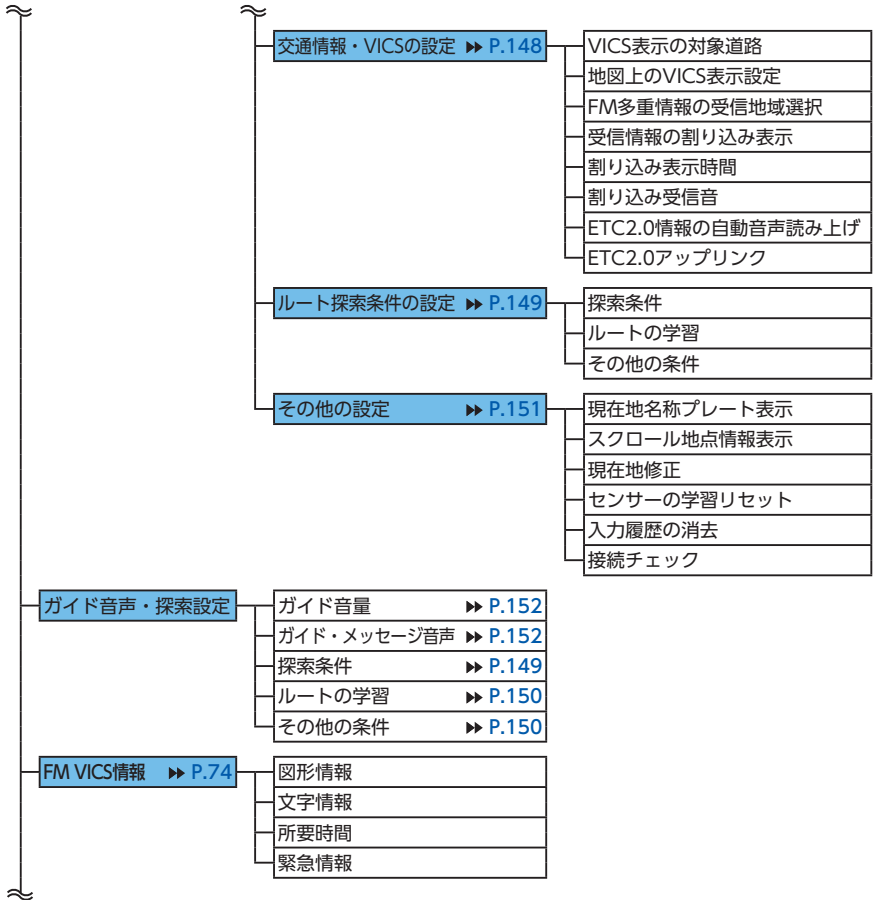 交通情報・VICSの設定 ▶▶ P.148
VICS表示の対象道路
地図上のVICS表示設定
FM多重情報の受信地域選択
受信情報の割り込み表示
割り込み表示時間
割り込み受信音
ETC2.0情報の自動音声読み上げ
ETC2.0アップリンク
ルート探索条件の設定 ▶▶ P.149
探索条件
ルートの学習
その他の条件
その他の設定 ▶▶ P.151
現在地名称プレート表示
スクロール地点情報表示
現在地修正
センサーの学習リセット
入力履歴の消去
接続チェック
ガイド音声・探索設定
ガイド音量 ▶▶ P.152
ガイド・メッセージ音声 ▶▶ P.152
探索条件 ▶▶ P.149
ルートの学習 ▶▶ P.150
その他の条件 ▶▶ P.150
FM VICS情報 ▶▶ P.74
図形情報
文字情報
所要時間
緊急情報